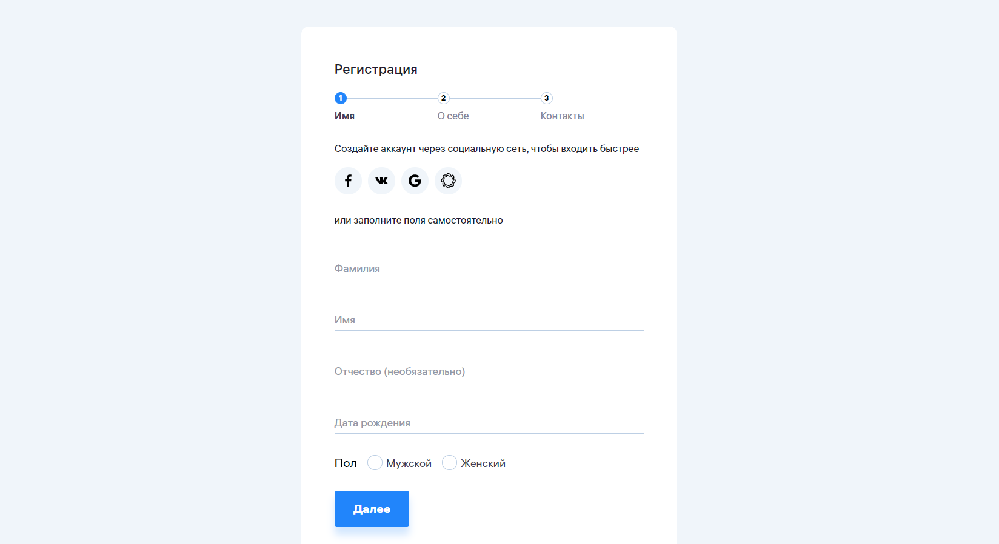 Регистрация
1 2 3
Имя О себе Контакты
Создайте аккаунт через социальную сеть, чтобы входить быстрее
или заполните поля самостоятельно
Фамилия
Имя
Отчество (необязательно)
Дата рождения
Пол Мужской Женский
Далее